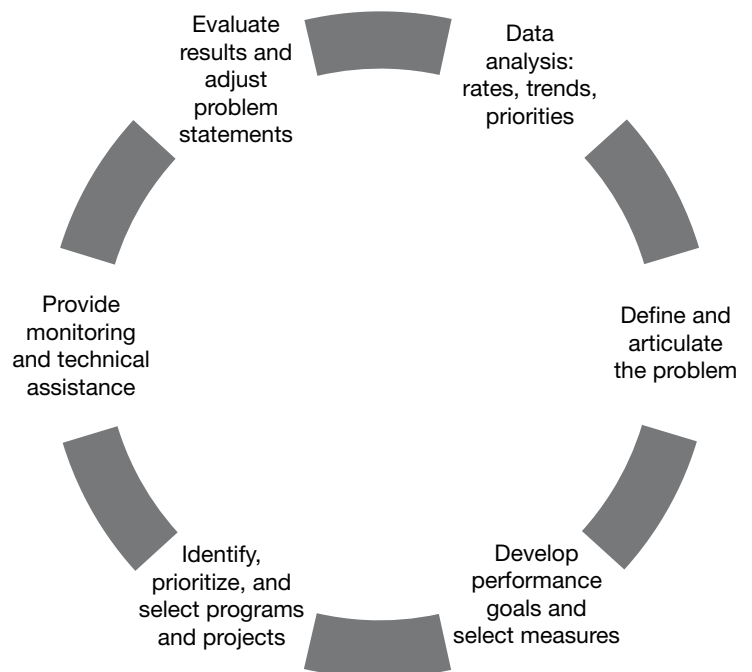 Evaluate
results and
adjust
problem
statements
Data
analysis:
rates, trends,
priorities
Define and
articulate
the problem
Develop
performance
goals and
select measures
Identify,
prioritize, and
select programs
and projects
Provide
monitoring
and technical
assistance